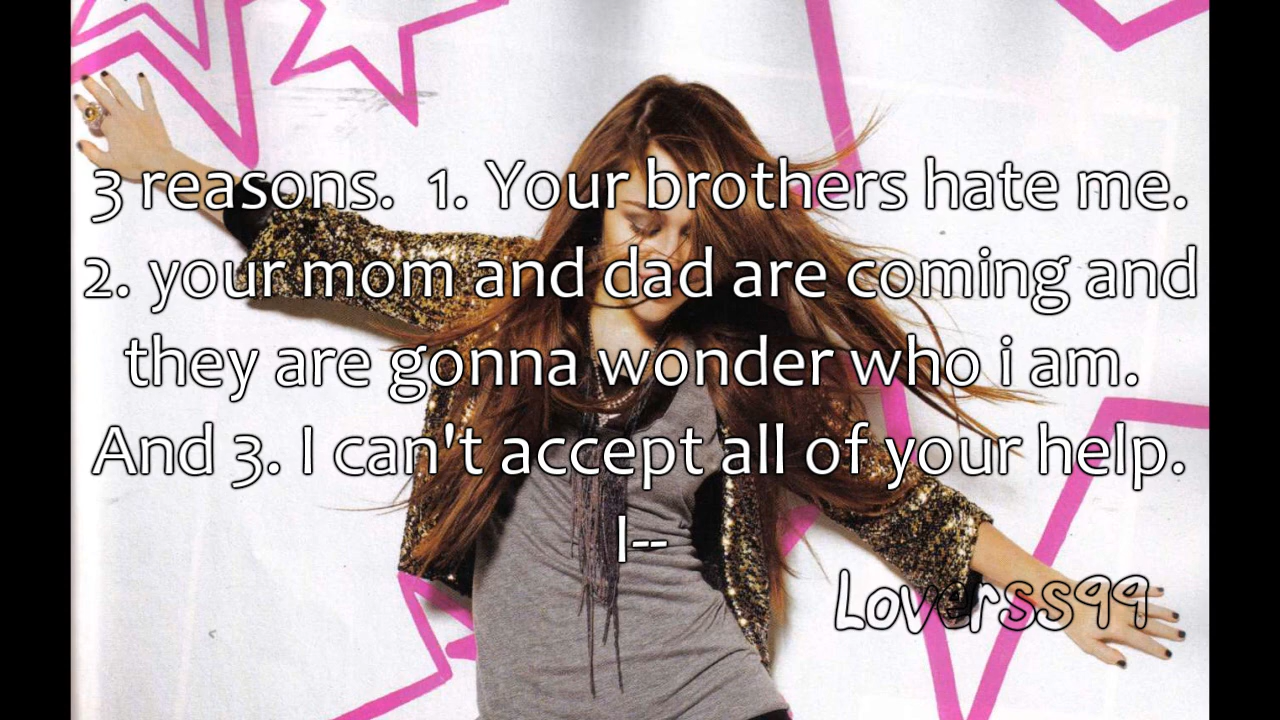 3 reasons.  1. Your brothers hate me.
2. your mom and dad are coming and
they are gonna wonder who i am.
And 3. I can't accept all of your help.
I--
Loverss99